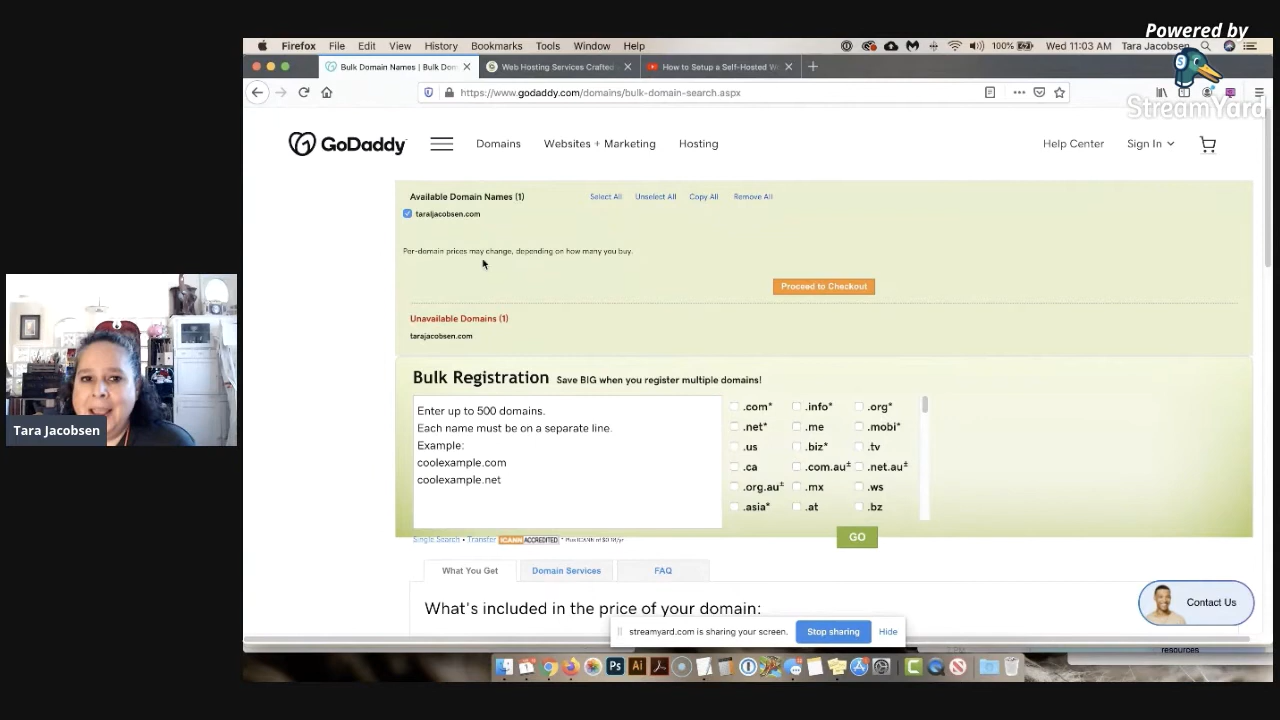 Powered by
StreamYard
Firefox File Edit View History Bookmarks Tools Window Help
100% Wed 11:03 AM Tara Jacobsen
Bulk Domain Names | Bulk Dom
Web Hosting Services Crafted
How to Setup a Self-Hosted W
https://www.godaddy.com/domains/bulk-domain-search.aspx
GoDaddy
Domains
Websites + Marketing
Hosting
Help Center
Sign In
Available Domain Names (1)
Select All
Unselect All
Copy All
Remove All
taraljacobsen.com
Per-domain prices may change, depending on how many you buy.
Proceed to Checkout
Unavailable Domains (1)
tarajacobsen.com
Bulk Registration Save BIG when you register multiple domains!
Enter up to 500 domains.
Each name must be on a separate line.
Example:
coolexample.com
coolexample.net
.com* .info* .org*
.net* .me .mobi*
.us .biz* .tv
.ca .com.au± .net.au±
.org.au± .mx .ws
.asia* .at .bz
GO
Single Search • Transfer ICANN ACCREDITED
What You Get
Domain Services
FAQ
What's included in the price of your domain:
Contact Us
streamyard.com is sharing your screen.
Stop sharing
Hide
resources
Ps
Ai
Tara Jacobsen